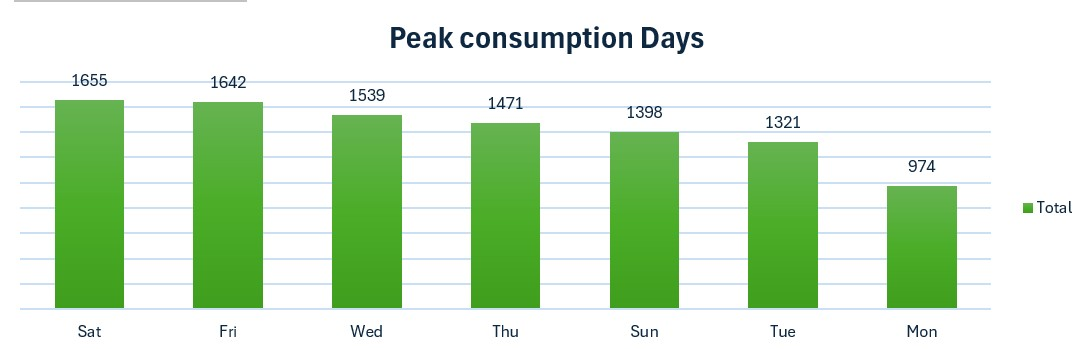 Peak consumption Days
1655
1642
1539
1471
1398
1321
974
Total
Sat
Fri
Wed
Thu
Sun
Tue
Mon